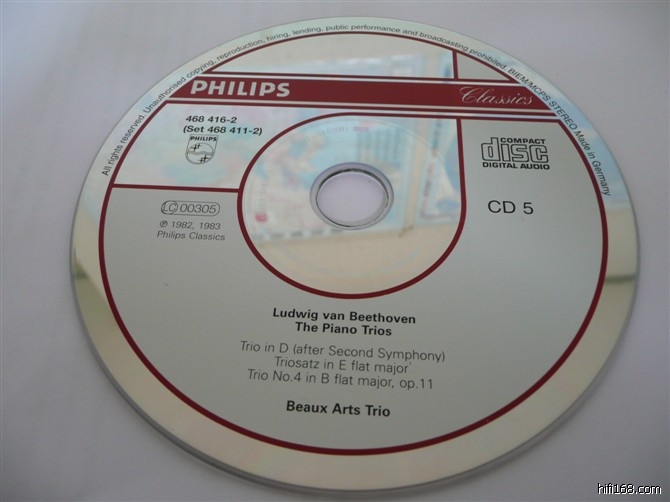 All rights reserved. Unauthorised copying, reproduction, hiring, lending, public performance and broadcasting prohibited. BIEM/MCPS STEREO Made in Germany
PHILIPS Classics
468 416-2
(Set 468 411-2)
PHILIPS
COMPACT
disc
DIGITAL AUDIO
LC 00305
CD 5
℗ 1982, 1983
Philips Classics
Ludwig van Beethoven
The Piano Trios
Trio in D (after Second Symphony)
Triosatz in E flat major
Trio No.4 in B flat major, op.11
Beaux Arts Trio
hifi168.com